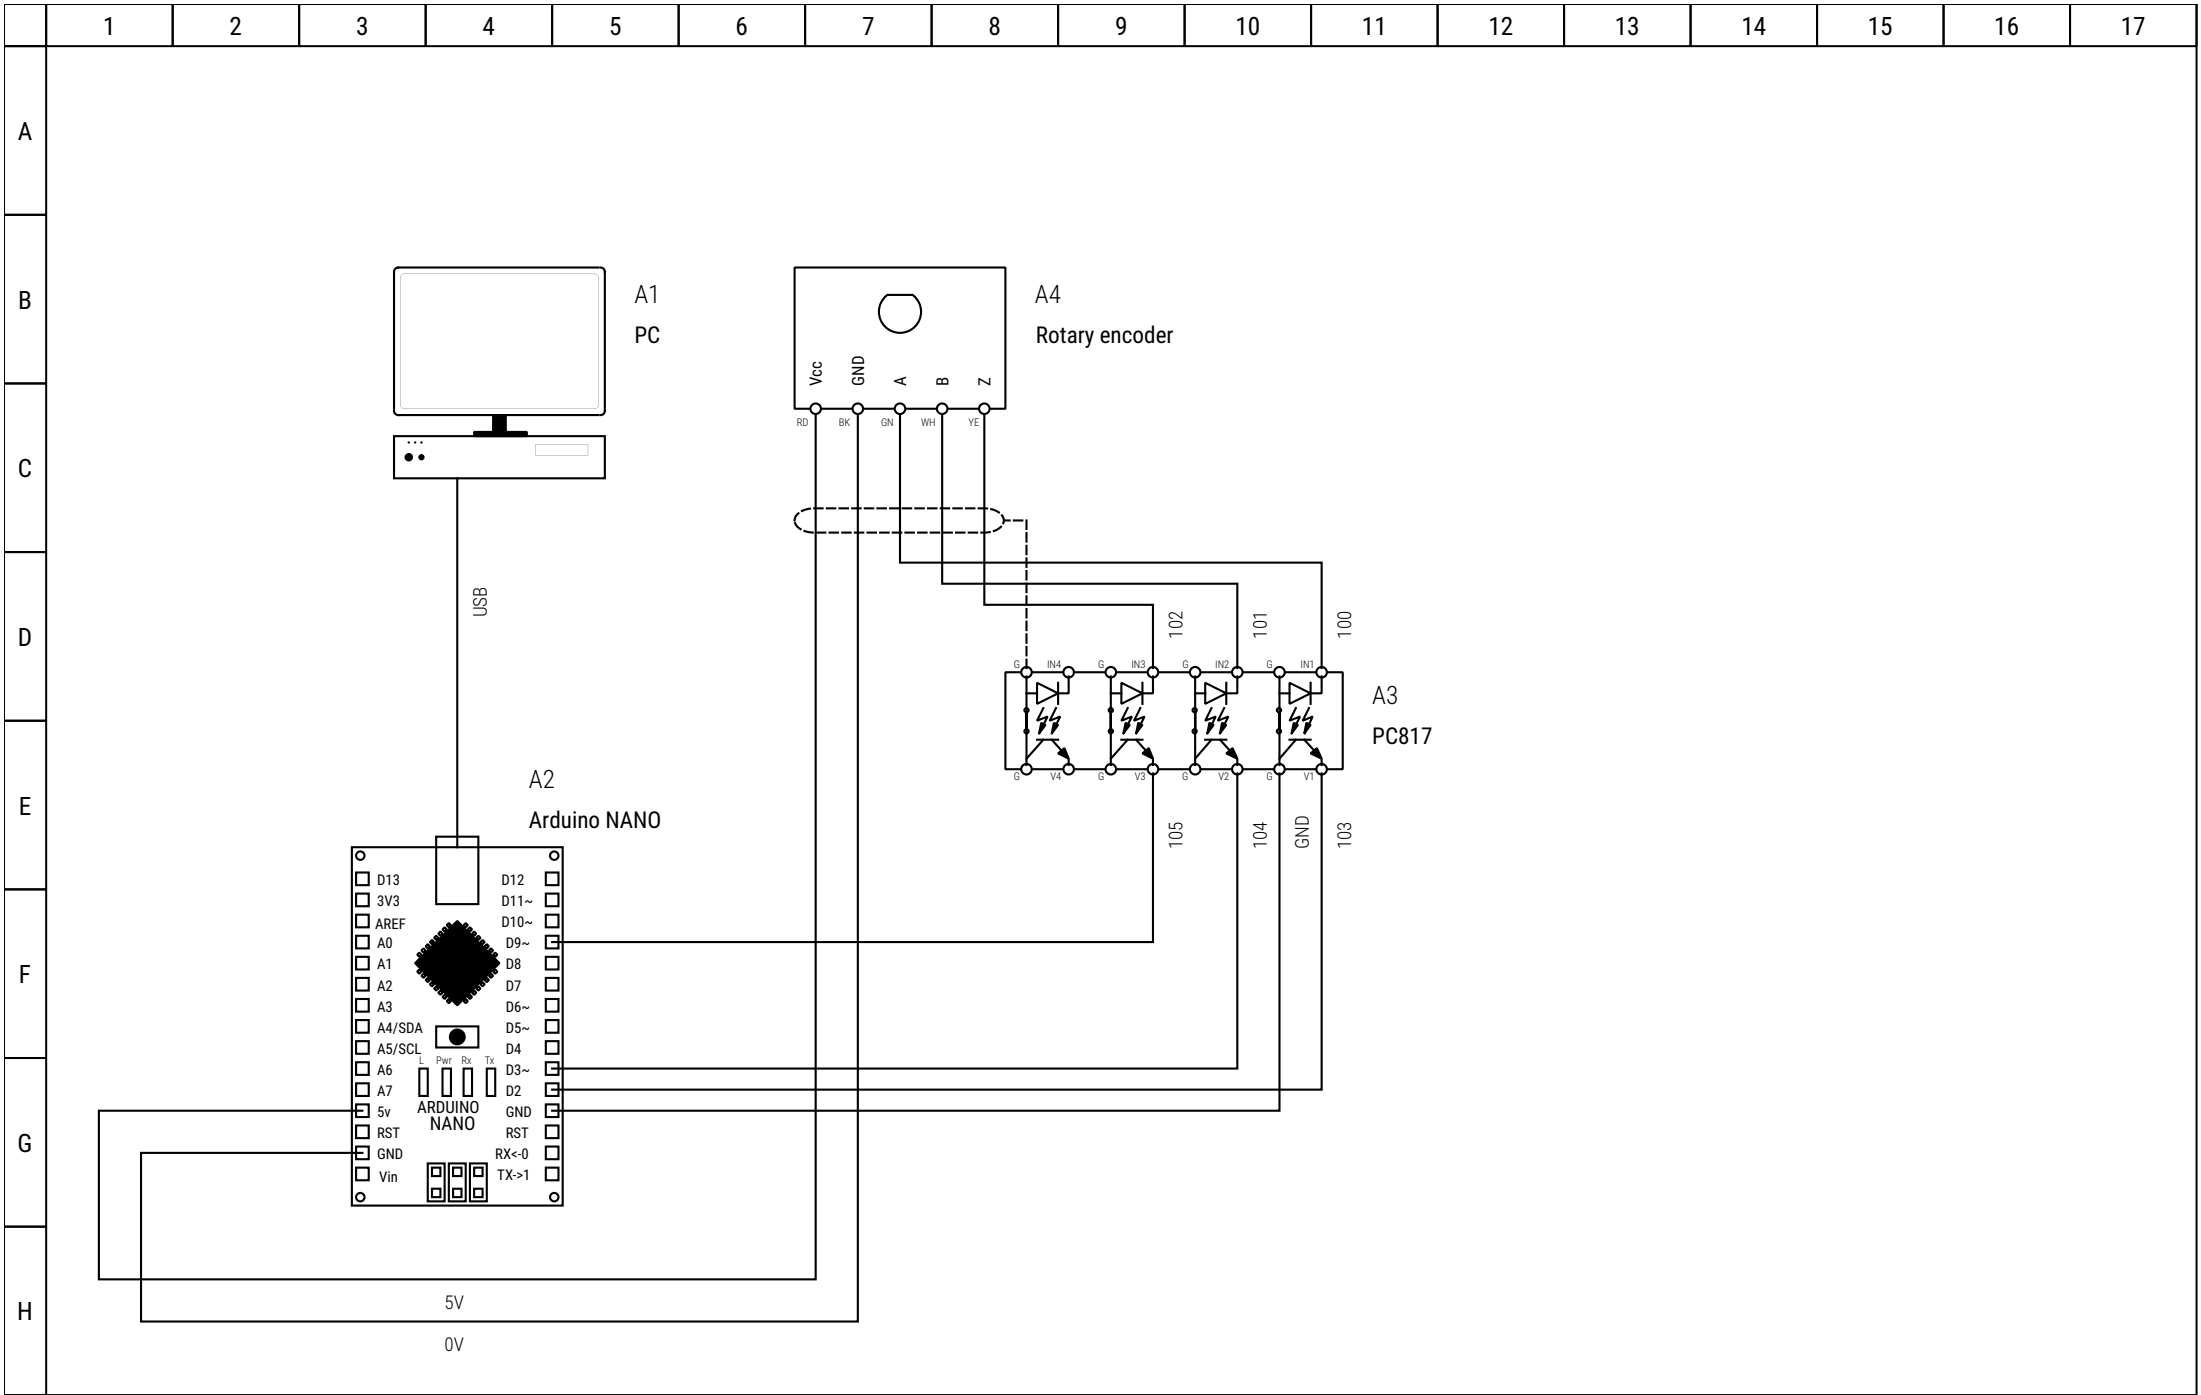 1 2 3 4 5 6 7 8 9 10 11 12 13 14 15 16 17
A
B
C
D
E
F
G
H
A1
PC
A4
Rotary encoder
Vcc GND A B Z
RD BK GN WH YE
USB
102 101 100
G IN4 G IN3 G IN2 G IN1
A3
PC817
G V4 G V3 G V2 G V1
105 104 GND 103
A2
Arduino NANO
D13 D12
3V3 D11~
AREF D10~
A0 D9~
A1 D8
A2 D7
A3 D6~
A4/SDA D5~
A5/SCL D4
L Pwr Rx Tx
A6 D3~
A7 D2
5v ARDUINO GND
NANO
RST RST
GND RX<-0
Vin TX->1
5V
0V